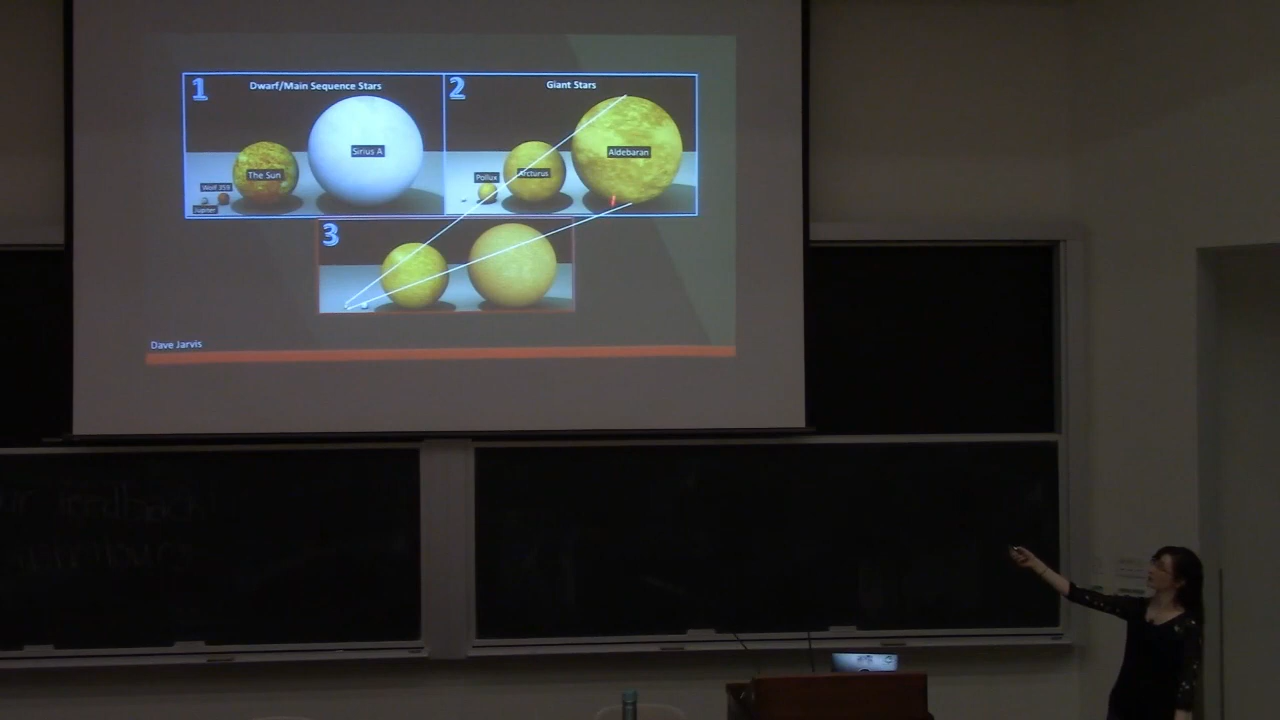 1
Dwarf/Main Sequence Stars
Sirius A
The Sun
Wolf 359
Jupiter
2
Giant Stars
Aldebaran
Arcturus
Pollux
3
Dave Jarvis